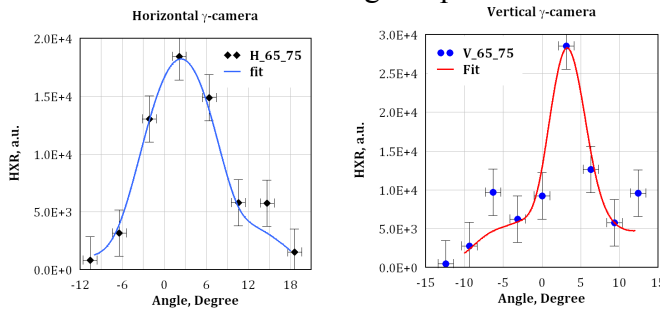 Horizontal γ-camera
2.0E+4
1.5E+4
1.0E+4
5.0E+3
0.0E+0
HXR, a.u.
H_65_75
fit
-12 -6 0 6 12 18
Angle, Degree
Vertical γ-camera
3.0E+4
2.5E+4
2.0E+4
1.5E+4
1.0E+4
5.0E+3
0.0E+0
HXR, a.u.
V_65_75
Fit
-15 -10 -5 0 5 10 15
Angle, Degree